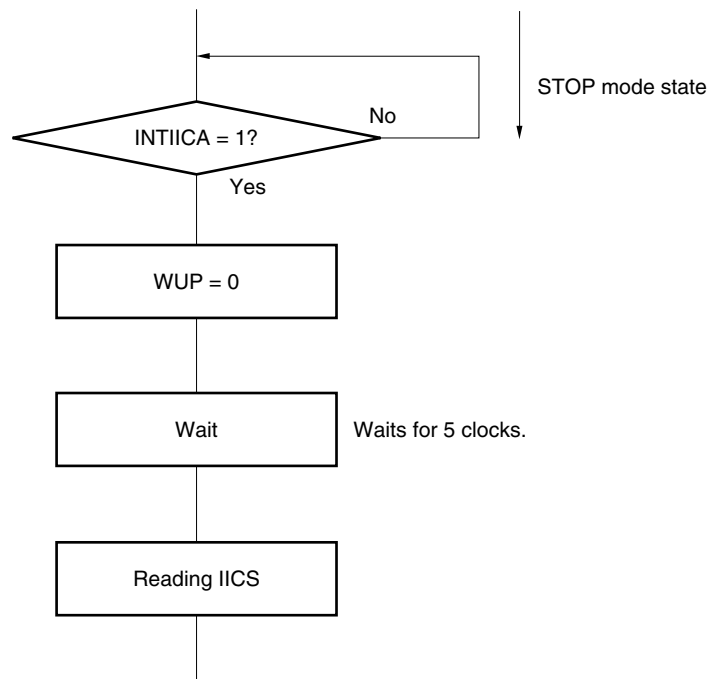 STOP mode state
No
INTIICA = 1?
Yes
WUP = 0
Wait
Waits for 5 clocks.
Reading IICS